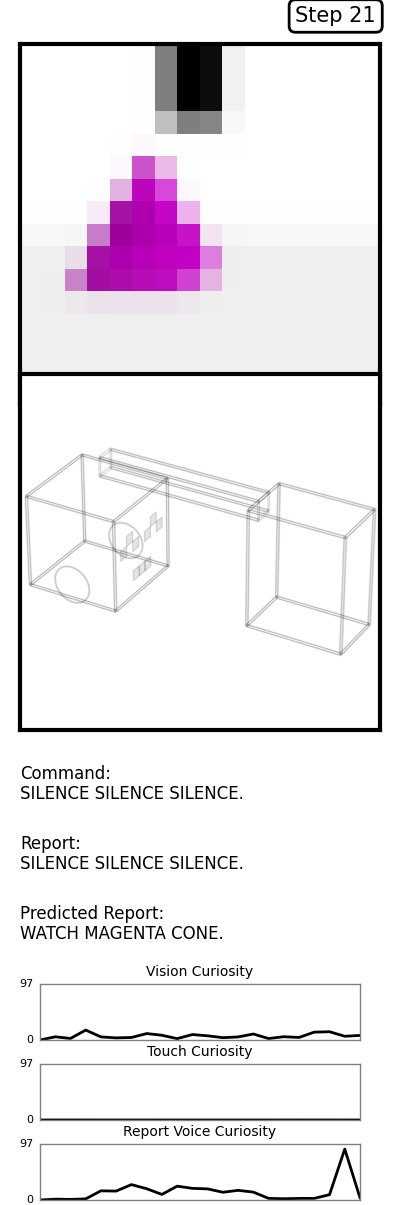 Step 21
Command:
SILENCE SILENCE SILENCE.
Report:
SILENCE SILENCE SILENCE.
Predicted Report:
WATCH MAGENTA CONE.
Vision Curiosity
97
0
Touch Curiosity
97
0
Report Voice Curiosity
97
0